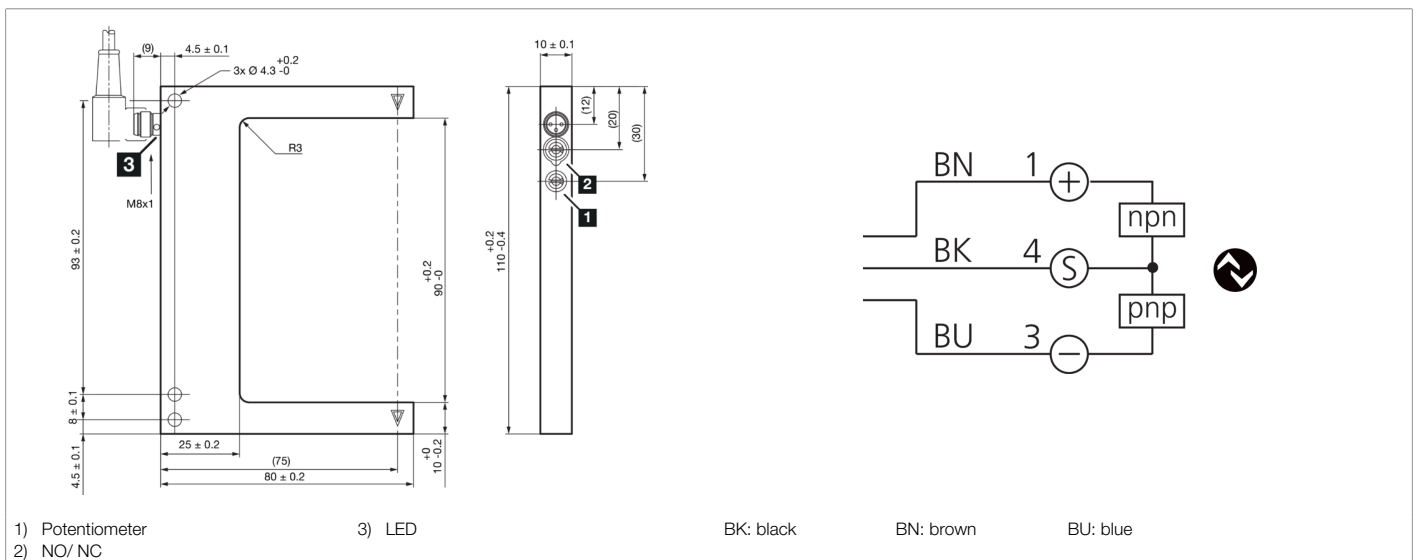 (9)
4.5 ± 0.1
3x Ø 4.3 +0.2 -0
R3
3
M8x1
93 ± 0.2
8 ± 0.1
4.5 ± 0.1
25 ± 0.2
(75)
80 ± 0.2
+0.2
90 -0
+0
10 -0.2
10 ± 0.1
(12)
(20)
(30)
2
1
+0.2
110 -0.4
BN 1 +
npn
BK 4 S
pnp
BU 3 −
1) Potentiometer 3) LED BK: black BN: brown BU: blue
2) NO/ NC